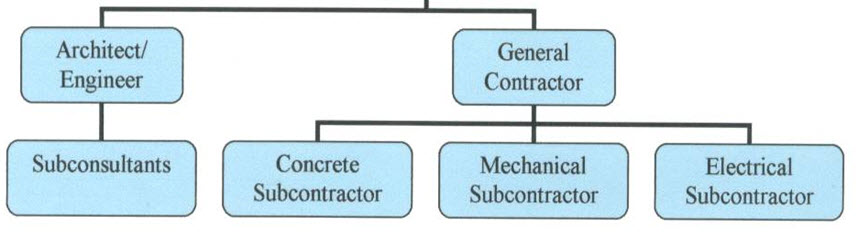 Architect/
Engineer
General
Contractor
Subconsultants
Concrete
Subcontractor
Mechanical
Subcontractor
Electrical
Subcontractor